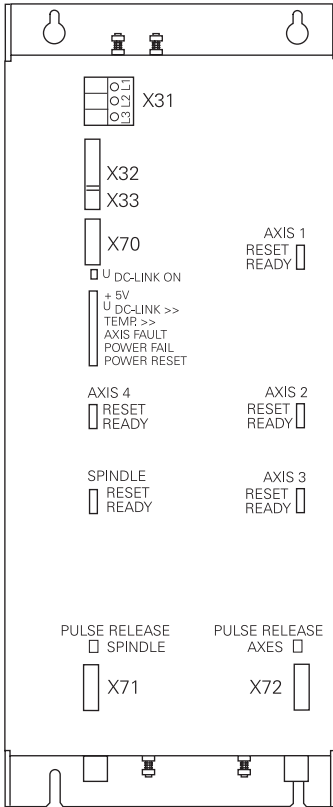 L1
L2
L3
X31
X32
X33
X70
U DC-LINK ON
+ 5V
U DC-LINK >>
TEMP. >>
AXIS FAULT
POWER FAIL
POWER RESET
AXIS 1
RESET
READY
AXIS 4
RESET
READY
AXIS 2
RESET
READY
SPINDLE
RESET
READY
AXIS 3
RESET
READY
PULSE RELEASE
SPINDLE
X71
PULSE RELEASE
AXES
X72